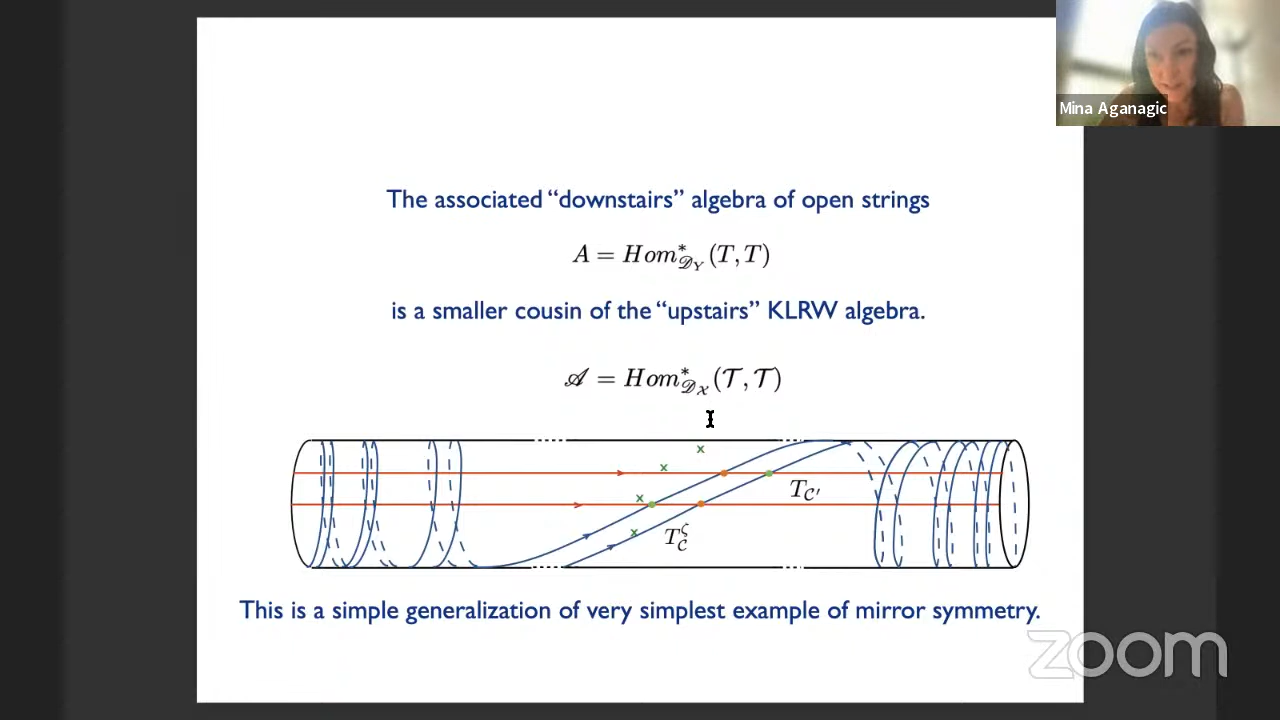 Mina Aganagic
The associated “downstairs” algebra of open strings
A = Hom*_{𝒟_Y}(T, T)
is a smaller cousin of the “upstairs” KLRW algebra.
𝒜 = Hom*_{𝒟_𝒳}(𝒯, 𝒯)
x
x
x
x
T_{𝒞'}
T_𝒞^ζ
This is a simple generalization of very simplest example of mirror symmetry.
zoom